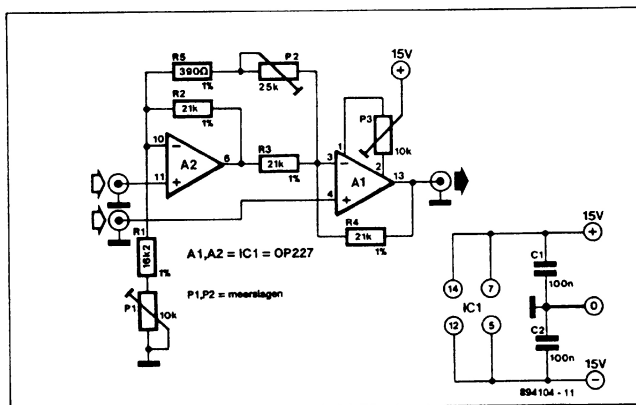 R5
390Ω
1%
P2
25k
15V
+
R2
21k
1%
P3
10k
10
−
A2
6
11
+
R3
21k
1%
1
2
3
−
A1
13
4
+
R4
21k
1%
R1
16k2
1%
A1,A2 = IC1 = OP227
P1
10k
P1,P2 = meerslagen
15V
+
C1
100n
14
7
IC1
0
12
5
C2
100n
15V
−
894104 - 11